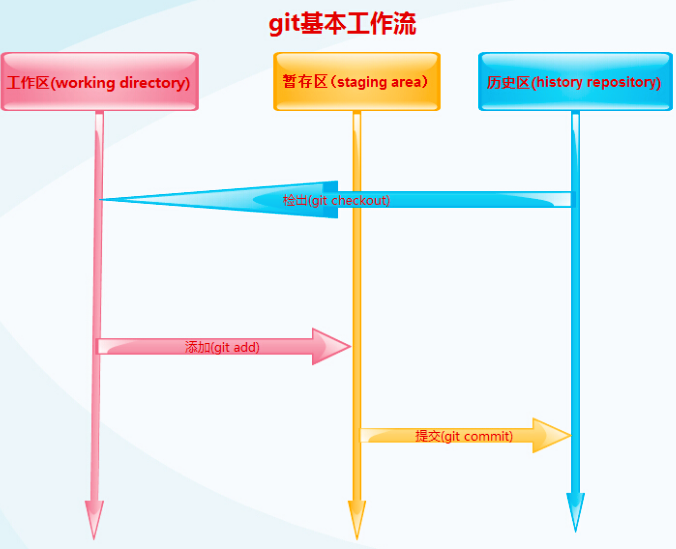 git基本工作流
工作区(working directory)
暂存区（staging area）
历史区(history repository)
检出(git checkout)
添加(git add)
提交(git commit)